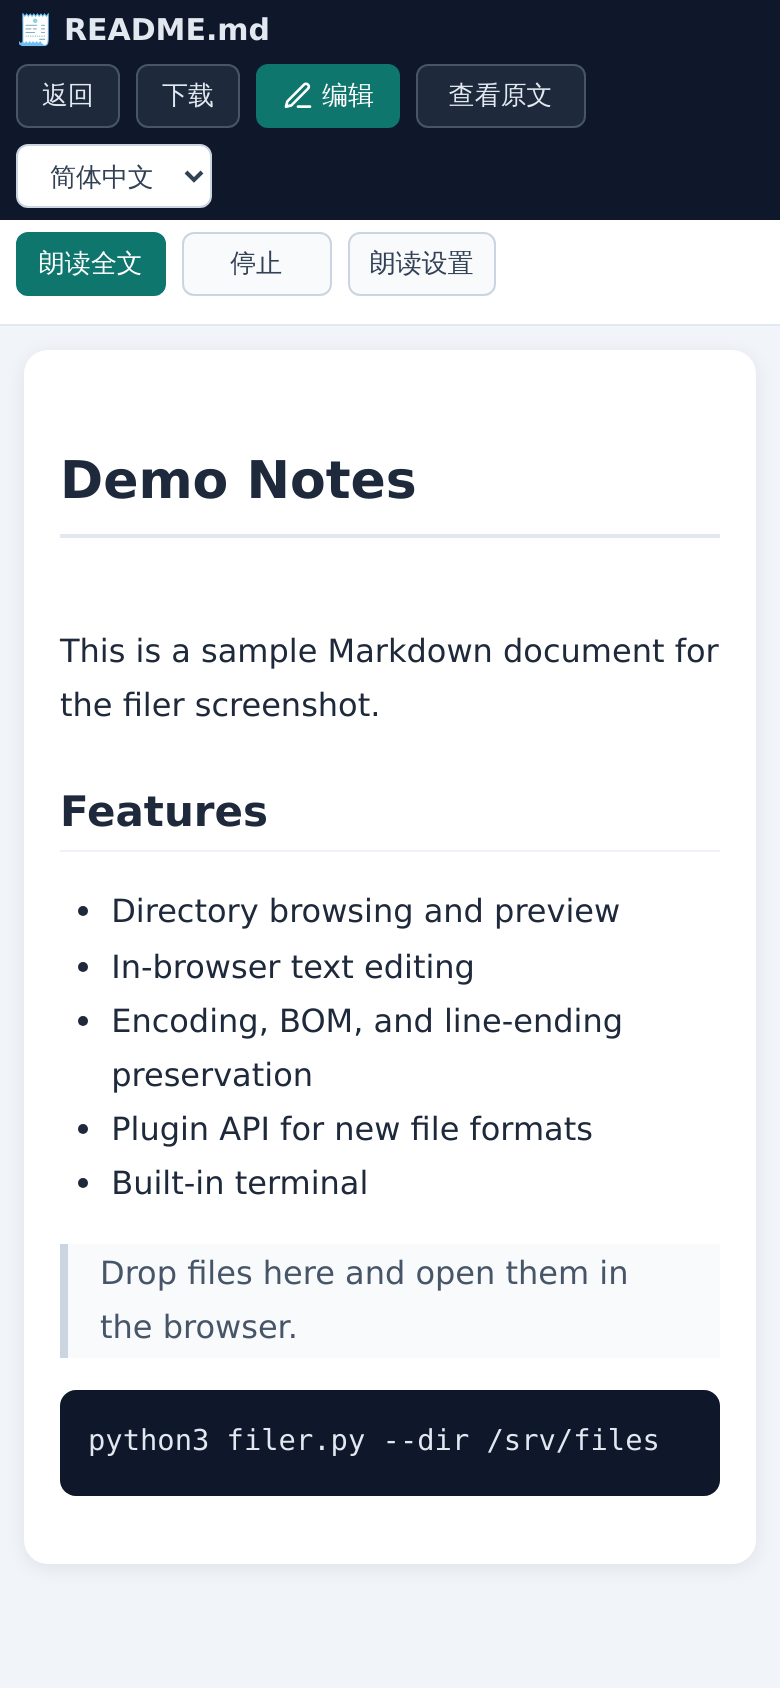 README.md
返回 下载 编辑 查看原文
简体中文
朗读全文 停止 朗读设置
Demo Notes
This is a sample Markdown document for
the filer screenshot.
Features
• Directory browsing and preview
• In-browser text editing
• Encoding, BOM, and line-ending
preservation
• Plugin API for new file formats
• Built-in terminal
Drop files here and open them in
the browser.
python3 filer.py --dir /srv/files